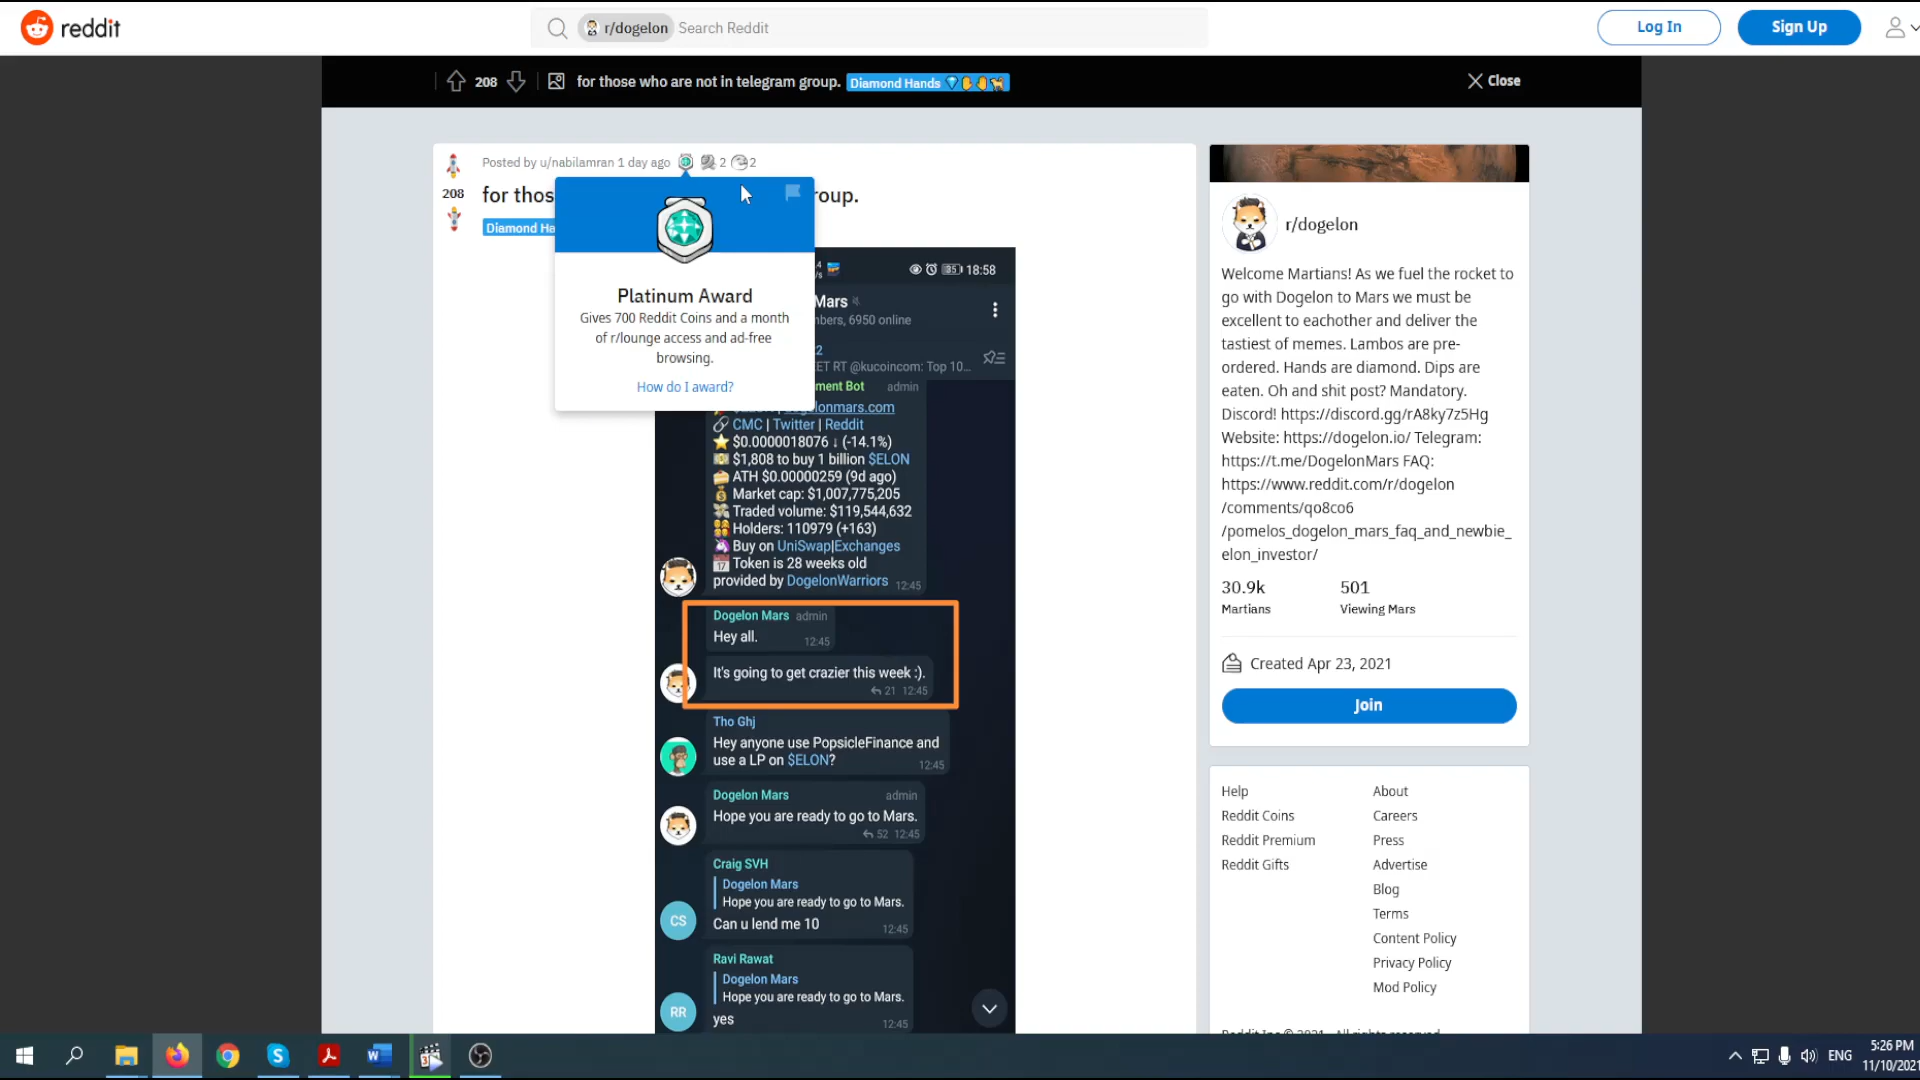 reddit
r/dogelon Search Reddit
Log In
Sign Up
208
for those who are not in telegram group.
Diamond Hands
Close
Posted by u/nabilamran 1 day ago 2 2
208
for thos
roup.
Diamond Ha
Platinum Award
Gives 700 Reddit Coins and a month
of r/lounge access and ad-free
browsing.
How do I award?
18:58
Mars
bers, 6950 online
ET RT @kucoincom: Top 10...
ment Bot admin
lonmars.com
CMC | Twitter | Reddit
$0.0000018076 ↓ (-14.1%)
$1,808 to buy 1 billion $ELON
ATH $0.00000259 (9d ago)
Market cap: $1,007,775,205
Traded volume: $119,544,632
Holders: 110979 (+163)
Buy on UniSwap|Exchanges
17 Token is 28 weeks old
provided by DogelonWarriors 12:45
Dogelon Mars admin
Hey all. 12:45
It's going to get crazier this week :).
21 12:45
Tho Ghj
Hey anyone use PopsicleFinance and
use a LP on $ELON? 12:45
Dogelon Mars admin
Hope you are ready to go to Mars.
52 12:45
Craig SVH
Dogelon Mars
Hope you are ready to go to Mars.
CS
Can u lend me 10 12:45
Ravi Rawat
Dogelon Mars
Hope you are ready to go to Mars.
RR
yes 12:45
r/dogelon
Welcome Martians! As we fuel the rocket to
go with Dogelon to Mars we must be
excellent to eachother and deliver the
tastiest of memes. Lambos are pre-
ordered. Hands are diamond. Dips are
eaten. Oh and shit post? Mandatory.
Discord! https://discord.gg/rA8ky7z5Hg
Website: https://dogelon.io/ Telegram:
https://t.me/DogelonMars FAQ:
https://www.reddit.com/r/dogelon
/comments/qo8co6
/pomelos_dogelon_mars_faq_and_newbie_
elon_investor/
30.9k 501
Martians Viewing Mars
Created Apr 23, 2021
Join
Help About
Reddit Coins Careers
Reddit Premium Press
Reddit Gifts Advertise
Blog
Terms
Content Policy
Privacy Policy
Mod Policy
Reddit Inc © 2021 . All rights reserved
ENG
5:26 PM
11/10/2021